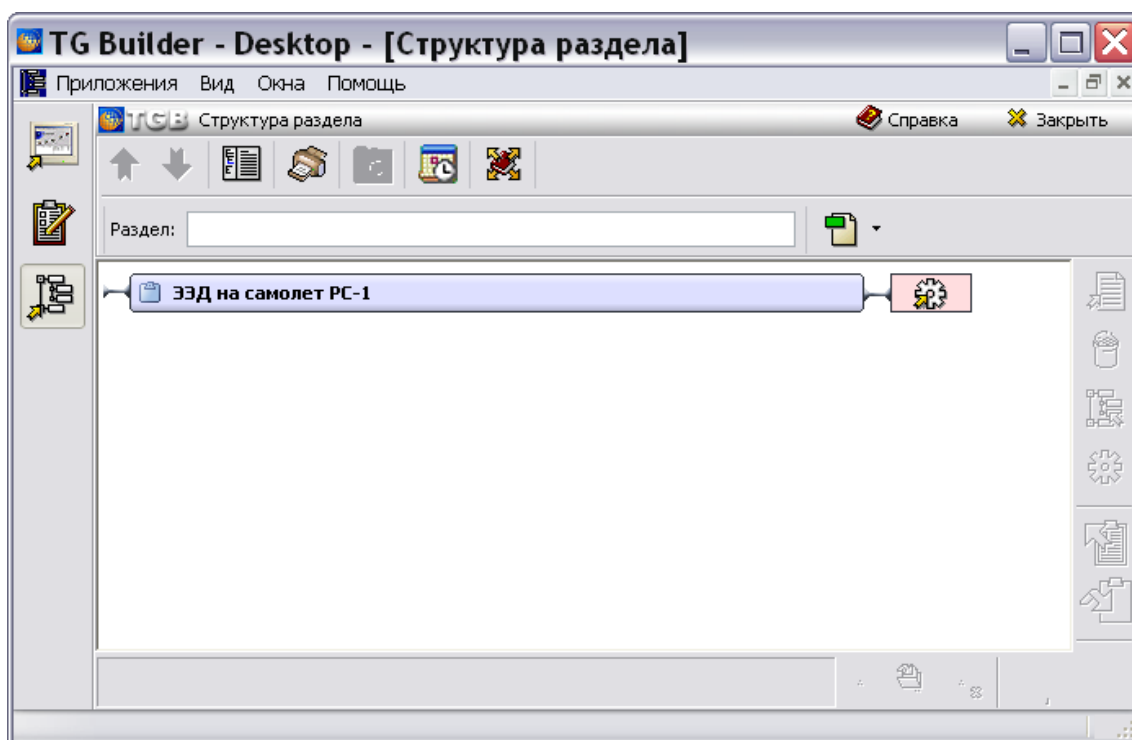 TG Builder - Desktop - [Структура раздела]
Приложения Вид Окна Помощь
TGB Структура раздела Справка Закрыть
Раздел:
ЭЭД на самолет РС-1